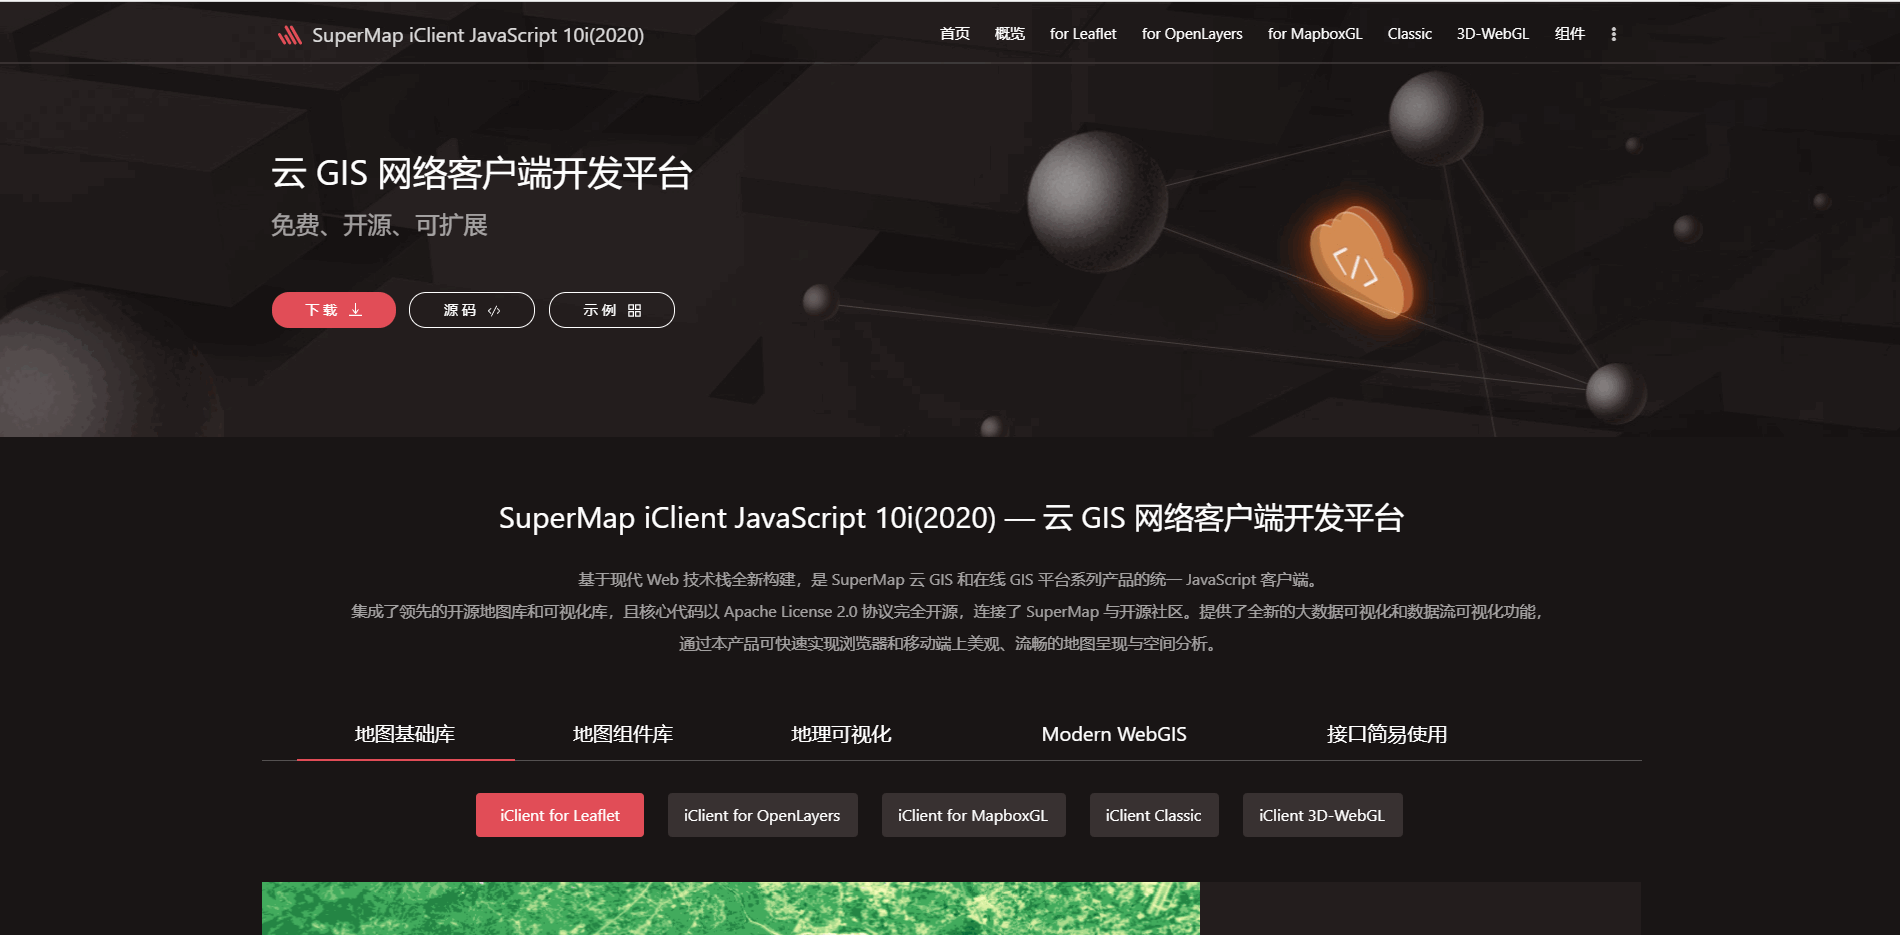 SuperMap iClient JavaScript 10i(2020)
首页 概览 for Leaflet for OpenLayers for MapboxGL Classic 3D-WebGL 组件
云 GIS 网络客户端开发平台
免费、开源、可扩展
</>
下载 源码 示例
SuperMap iClient JavaScript 10i(2020) — 云 GIS 网络客户端开发平台
基于现代 Web 技术栈全新构建，是 SuperMap 云 GIS 和在线 GIS 平台系列产品的统一 JavaScript 客户端。
集成了领先的开源地图库和可视化库，且核心代码以 Apache License 2.0 协议完全开源，连接了 SuperMap 与开源社区。提供了全新的大数据可视化和数据流可视化功能，
通过本产品可快速实现浏览器和移动端上美观、流畅的地图呈现与空间分析。
地图基础库 地图组件库 地理可视化 Modern WebGIS 接口简易使用
iClient for Leaflet iClient for OpenLayers iClient for MapboxGL iClient Classic iClient 3D-WebGL